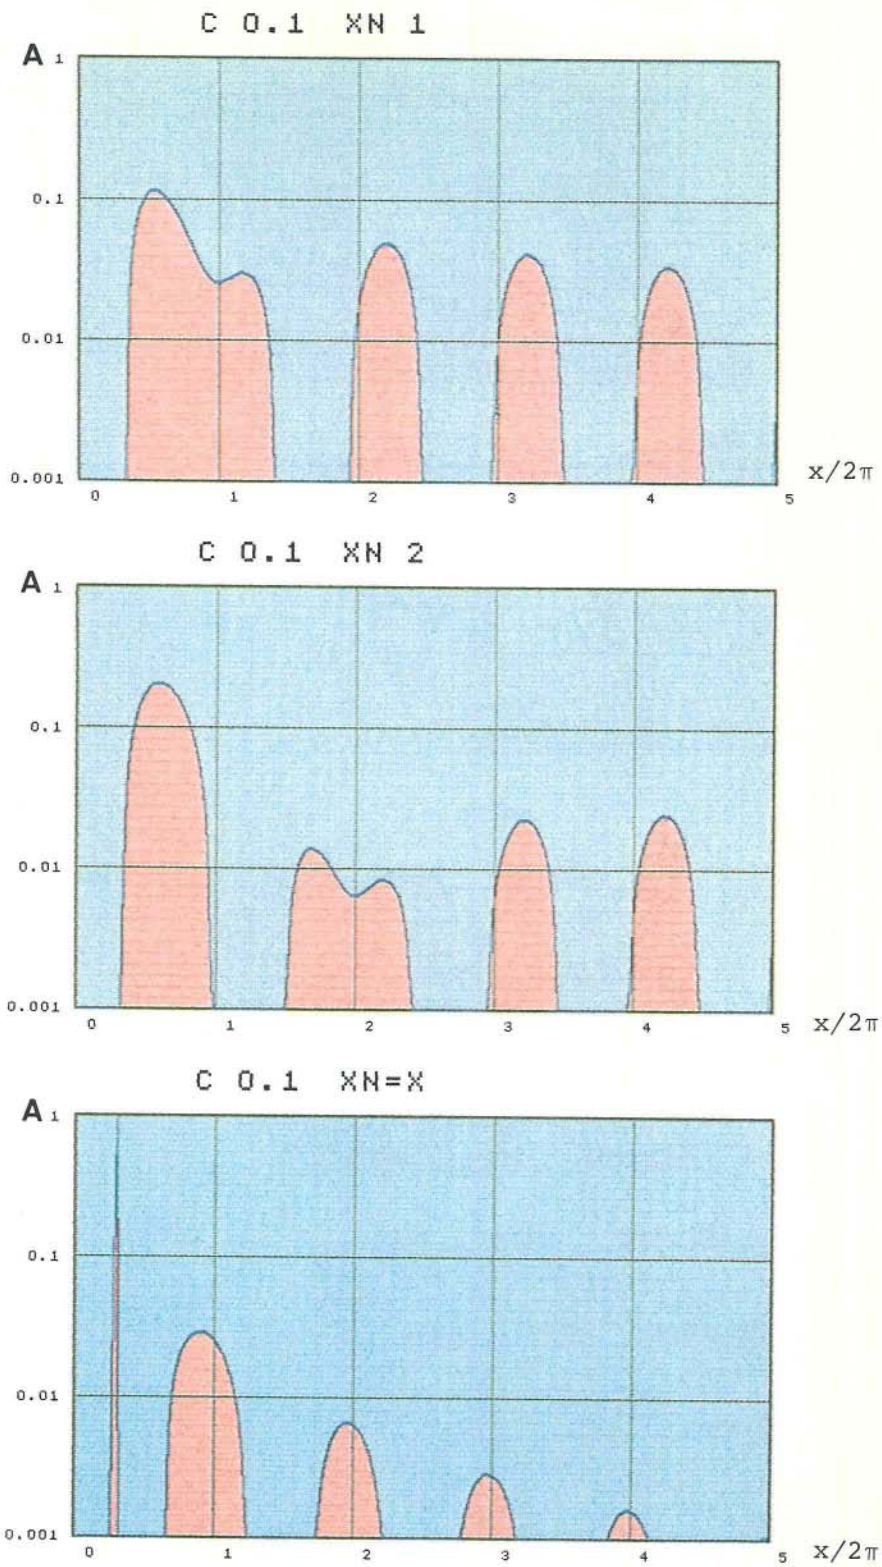 C 0.1 XN 1
A 1
0.1
0.01
0.001
0 1 2 3 4 5 x/2π
C 0.1 XN 2
A 1
0.1
0.01
0.001
0 1 2 3 4 5 x/2π
C 0.1 XN=X
A 1
0.1
0.01
0.001
0 1 2 3 4 5 x/2π